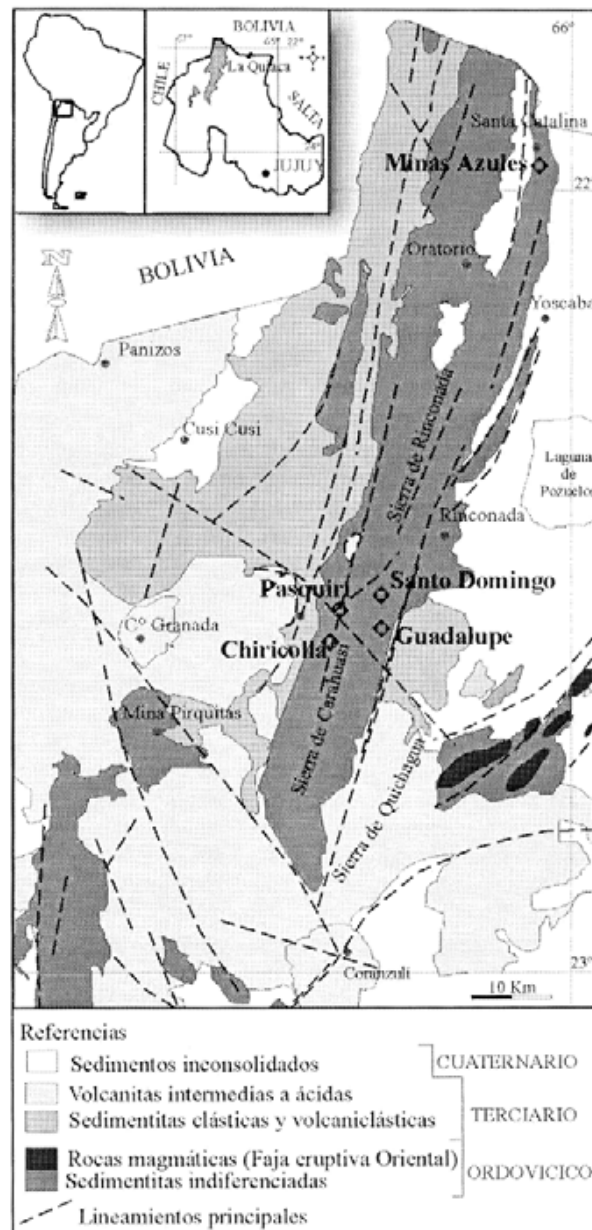 BOLIVIA
66°
65° 22°
La Quiaca
CHILE
SALTA
24°
JUJUY
Santa Catalina
Minas Azules
22°
Oratorio
BOLIVIA
N
Yoscaba
Panizos
Sierra de Rinconada
Cusi Cusi
Laguna
de
Pozuelos
Rinconada
Pasquiri
Santo Domingo
C° Granada
Guadalupe
Chiricolla
Sierra de Carahuasi
Mina Pirquitas
Sierra de Quichagua
Coranzuli
23°
10 Km
Referencias
Sedimentos inconsolidados
CUATERNARIO
Volcanitas intermedias a ácidas
TERCIARIO
Sedimentitas clásticas y volcaniclásticas
Rocas magmáticas (Faja eruptiva Oriental)
ORDOVICICO
Sedimentitas indiferenciadas
Lineamientos principales